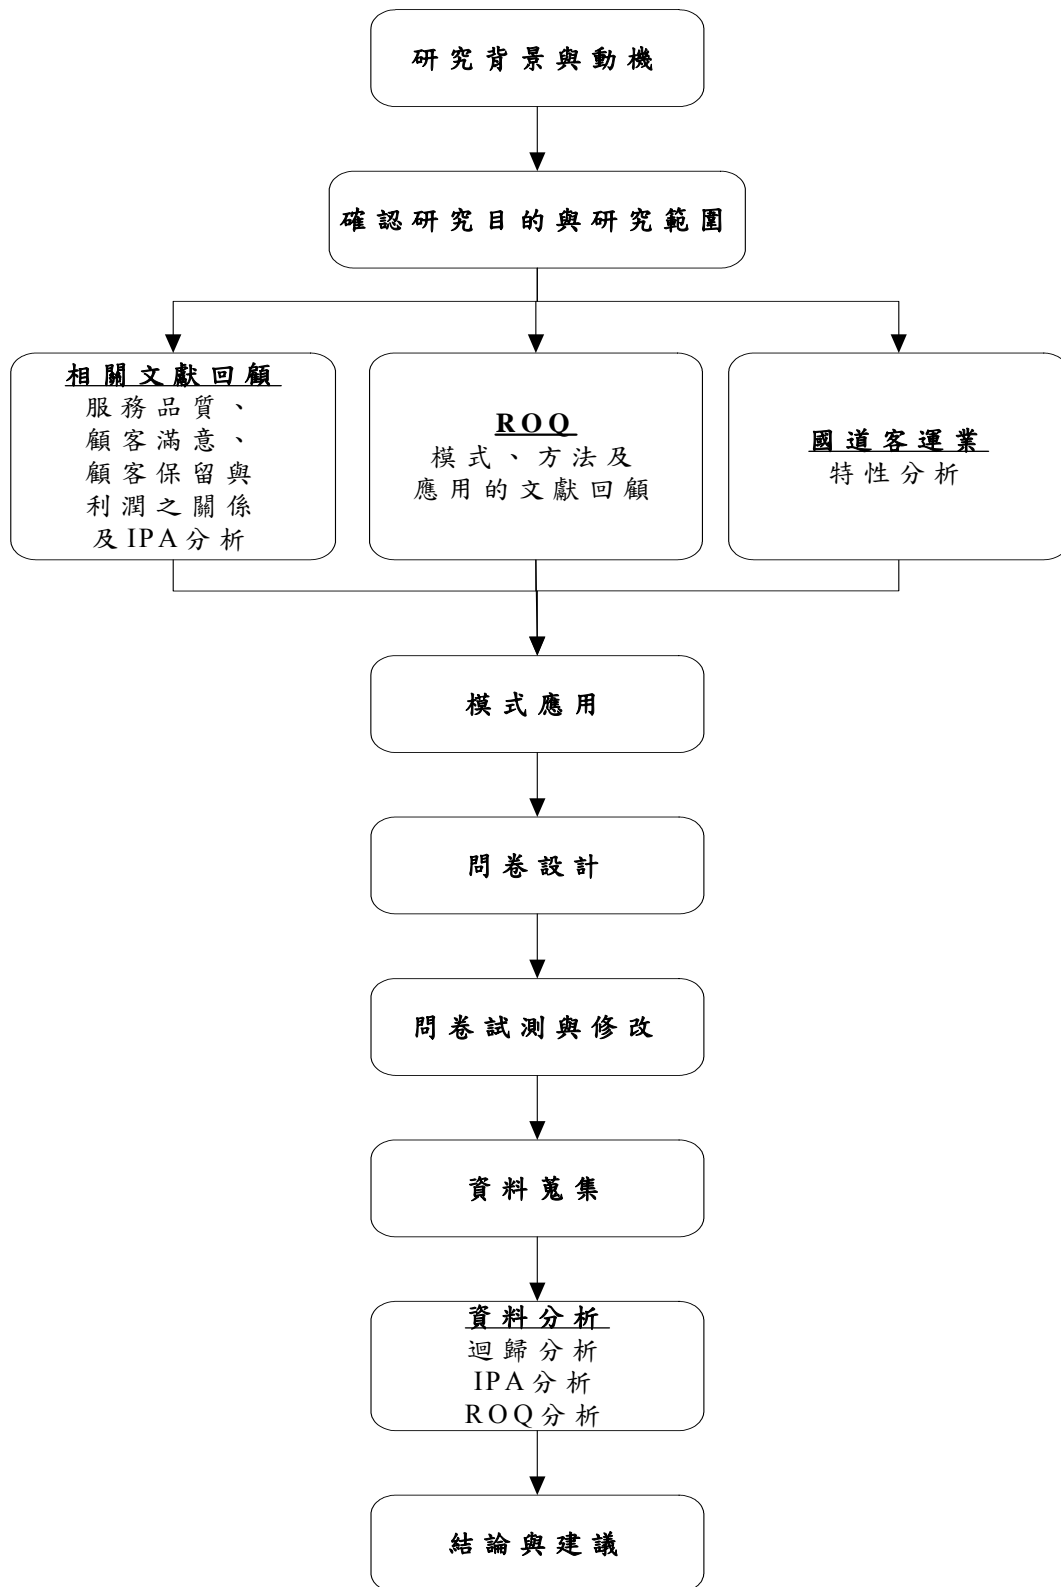 研究背景與動機
確認研究目的與研究範圍
相關文獻回顧
服務品質、
顧客滿意、
顧客保留與
利潤之關係
及IPA分析
ROQ
模式、方法及
應用的文獻回顧
國道客運業
特性分析
模式應用
問卷設計
問卷試測與修改
資料蒐集
資料分析
迴歸分析
IPA分析
ROQ分析
結論與建議